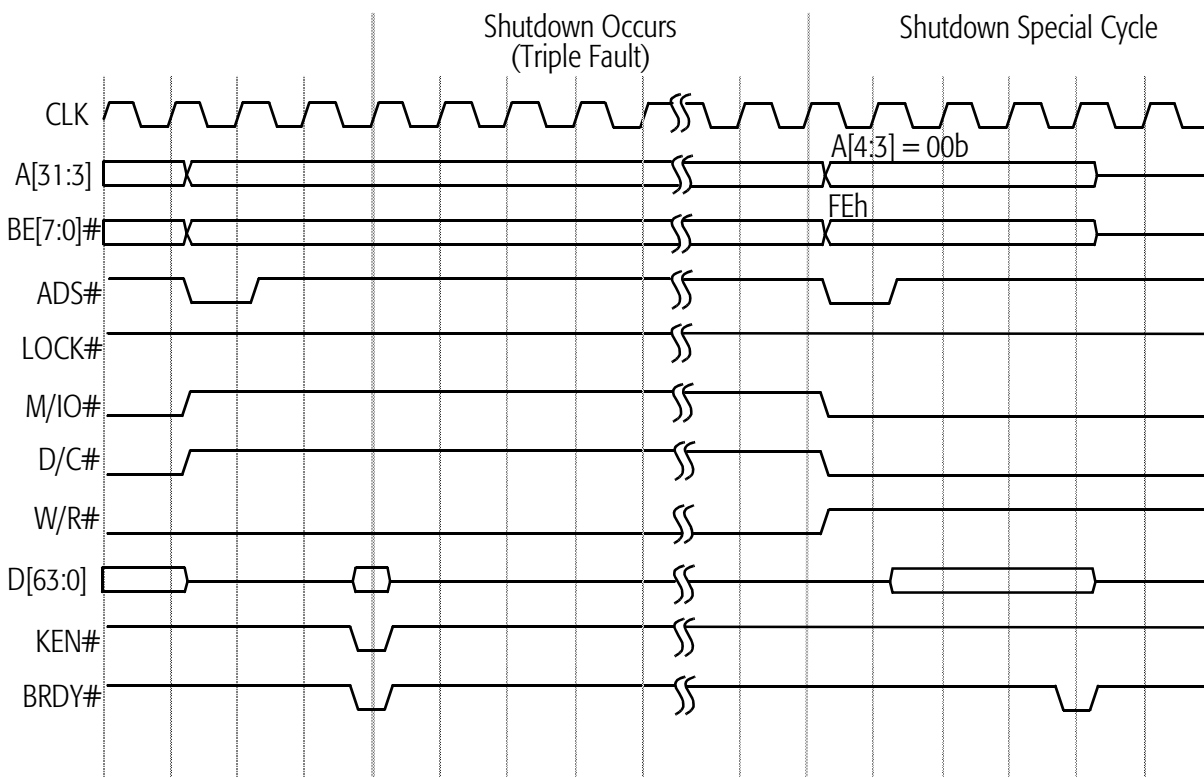 Shutdown Occurs
(Triple Fault)
Shutdown Special Cycle
CLK
A[4:3] = 00b
A[31:3]
FEh
BE[7:0]#
ADS#
LOCK#
M/IO#
D/C#
W/R#
D[63:0]
KEN#
BRDY#